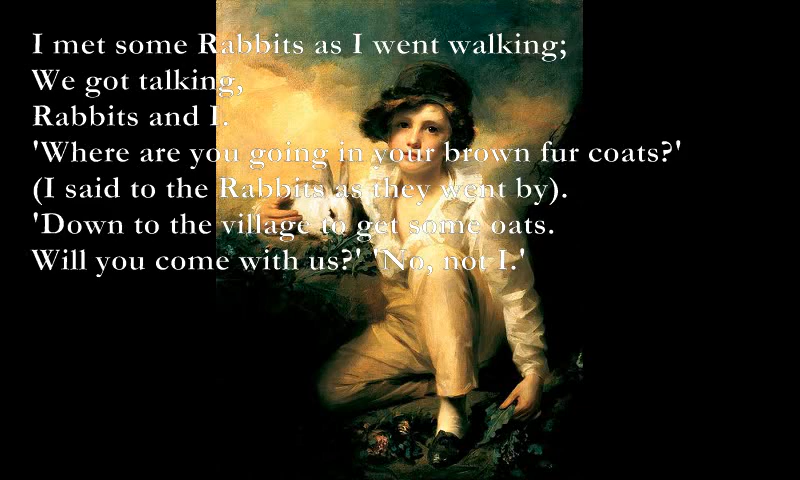 I met some Rabbits as I went walking;
We got talking,
Rabbits and I.
'Where are you going in your brown fur coats?'
(I said to the Rabbits as they went by).
'Down to the village to get some oats.
Will you come with us?' 'No, not I.'